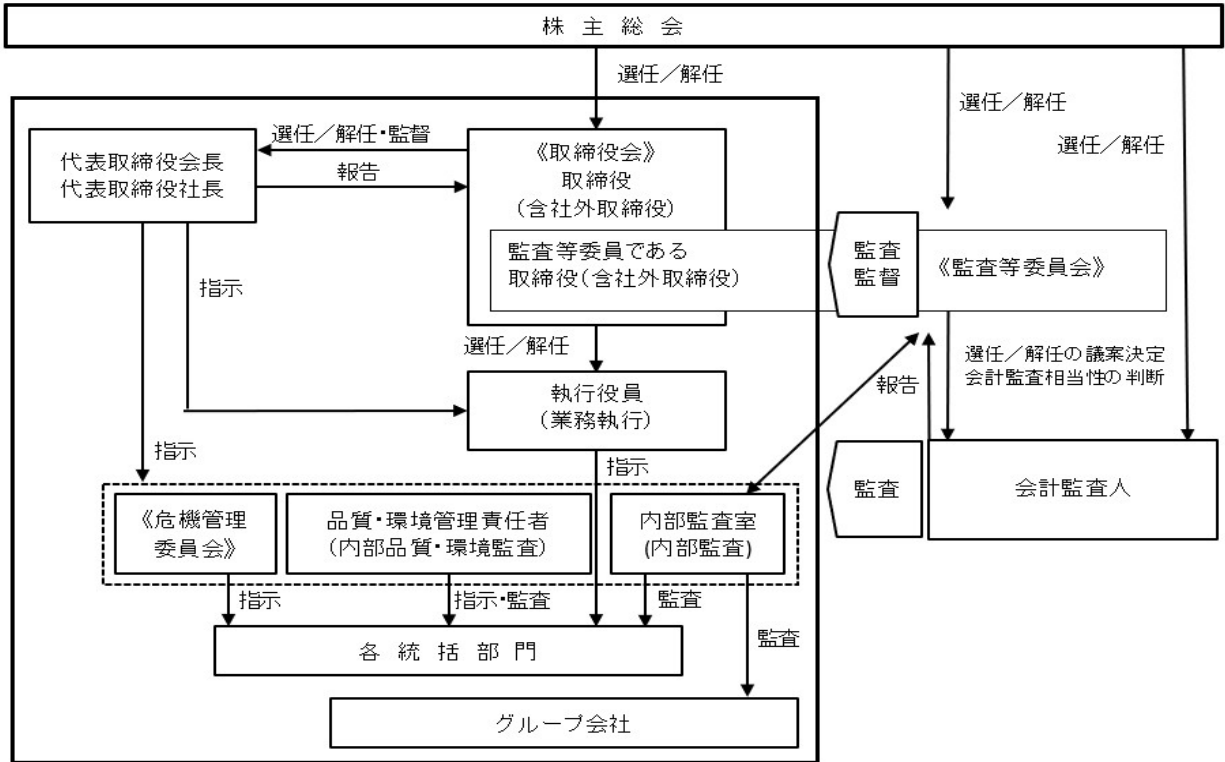 株 主 総 会
選任／解任
選任／解任
選任／解任
代表取締役会長
代表取締役社長
選任／解任・監督
報告
《取締役会》
取締役
(含社外取締役)
監査等委員である
取締役(含社外取締役)
監査
監督
《監査等委員会》
指示
選任／解任
選任／解任の議案決定
会計監査相当性の判断
報告
執行役員
(業務執行)
指示
指示
監査
会計監査人
《危機管理
委員会》
品質・環境管理責任者
(内部品質・環境監査)
内部監査室
(内部監査)
指示
指示・監査
監査
監査
各 統 括 部 門
グループ会社